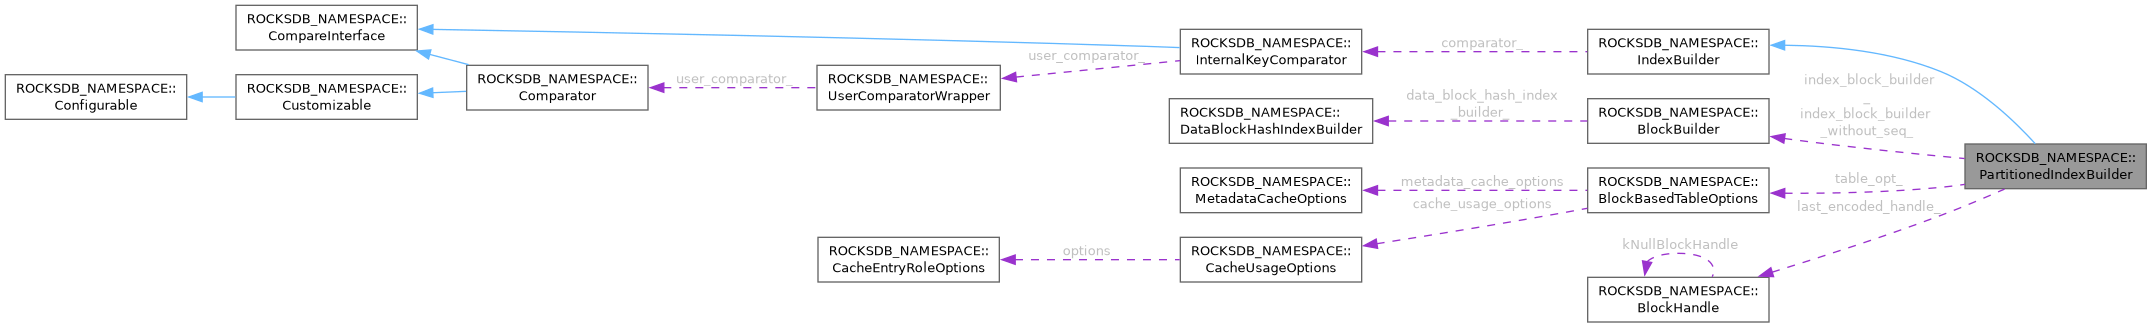 ROCKSDB_NAMESPACE::
CompareInterface
ROCKSDB_NAMESPACE::
Configurable
ROCKSDB_NAMESPACE::
Customizable
ROCKSDB_NAMESPACE::
Comparator
user_comparator_
ROCKSDB_NAMESPACE::
UserComparatorWrapper
user_comparator_
ROCKSDB_NAMESPACE::
InternalKeyComparator
comparator_
ROCKSDB_NAMESPACE::
IndexBuilder
ROCKSDB_NAMESPACE::
DataBlockHashIndexBuilder
data_block_hash_index
_builder_
ROCKSDB_NAMESPACE::
BlockBuilder
index_block_builder
_
index_block_builder
_without_seq_
ROCKSDB_NAMESPACE::
PartitionedIndexBuilder
ROCKSDB_NAMESPACE::
MetadataCacheOptions
metadata_cache_options
cache_usage_options
ROCKSDB_NAMESPACE::
BlockBasedTableOptions
table_opt_
last_encoded_handle_
ROCKSDB_NAMESPACE::
CacheEntryRoleOptions
options
ROCKSDB_NAMESPACE::
CacheUsageOptions
kNullBlockHandle
ROCKSDB_NAMESPACE::
BlockHandle